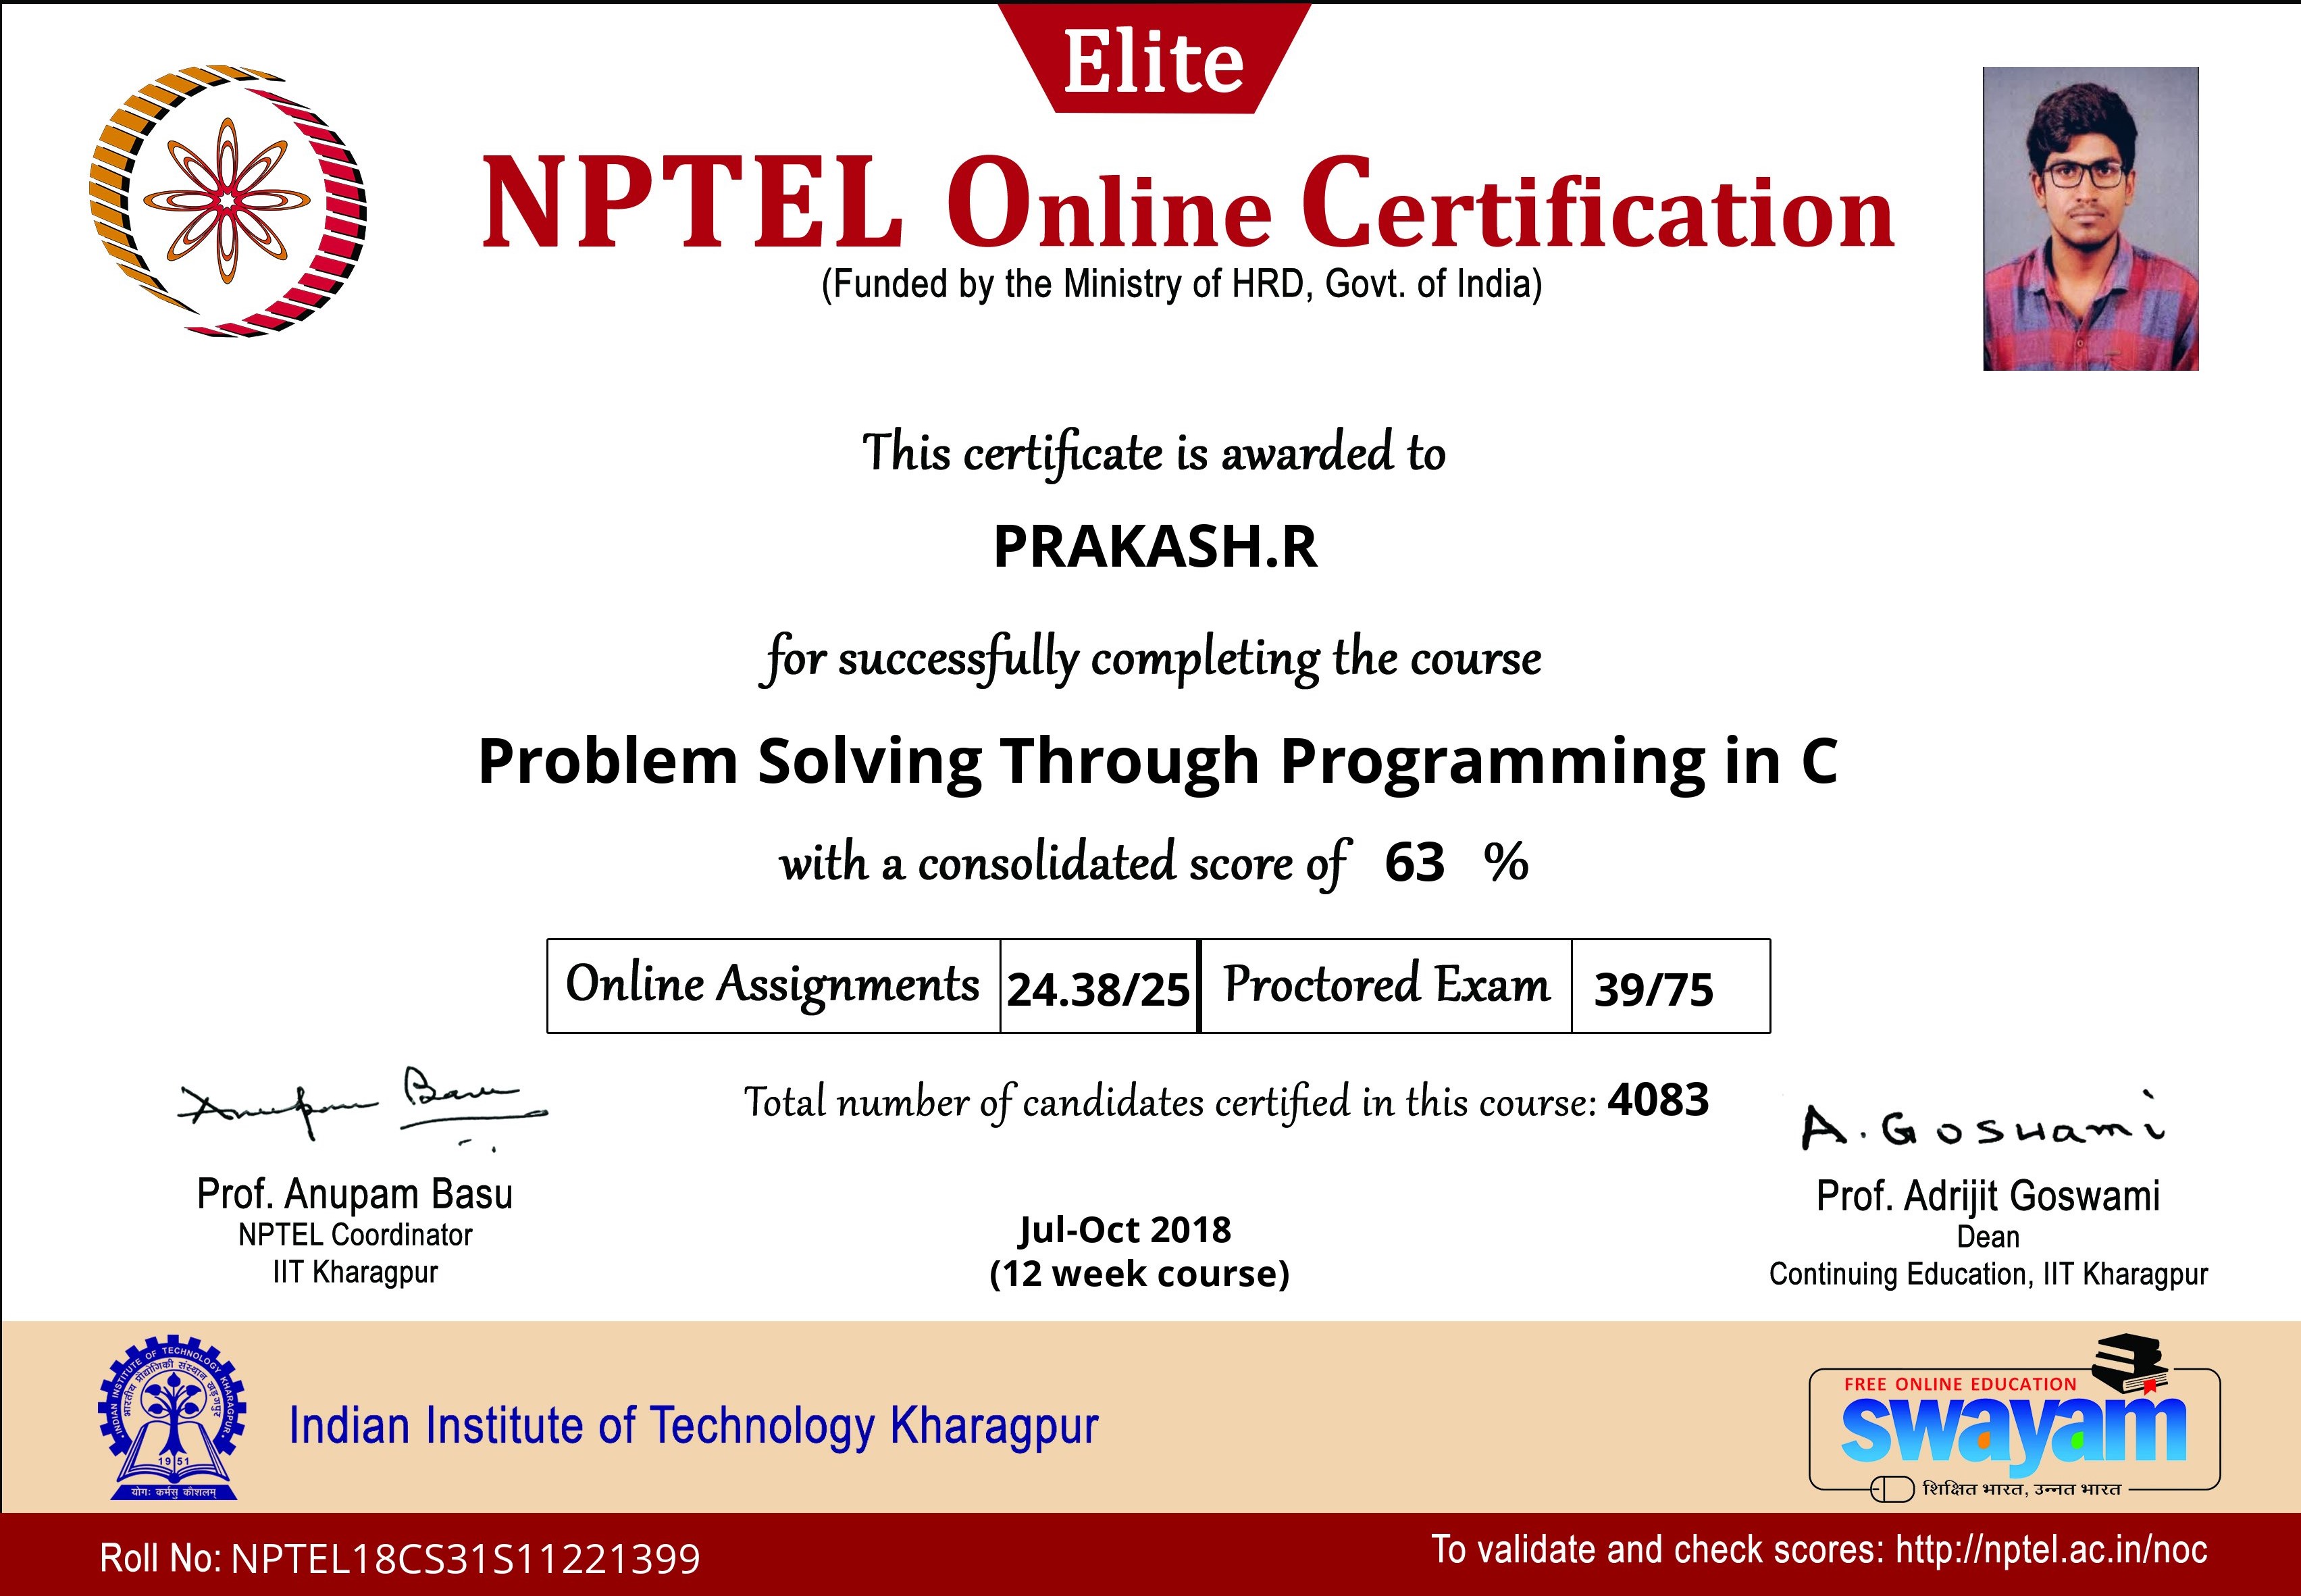 Elite
NPTEL Online Certification
(Funded by the Ministry of HRD, Govt. of India)
This certificate is awarded to
PRAKASH.R
for successfully completing the course
Problem Solving Through Programming in C
with a consolidated score of 63 %
Online Assignments 24.38/25 Proctored Exam 39/75
Total number of candidates certified in this course: 4083
Anupam Basu
A. Goswami
Prof. Anupam Basu
NPTEL Coordinator
IIT Kharagpur
Jul-Oct 2018
(12 week course)
Prof. Adrijit Goswami
Dean
Continuing Education, IIT Kharagpur
INDIAN INSTITUTE OF TECHNOLOGY KHARAGPUR
भारतीय प्रौद्योगिकी संस्थान खड़गपुर
1951
योगः कर्मसु कौशलम्
Indian Institute of Technology Kharagpur
FREE ONLINE EDUCATION
swayam
शिक्षित भारत, उन्नत भारत
Roll No: NPTEL18CS31S11221399
To validate and check scores: http://nptel.ac.in/noc